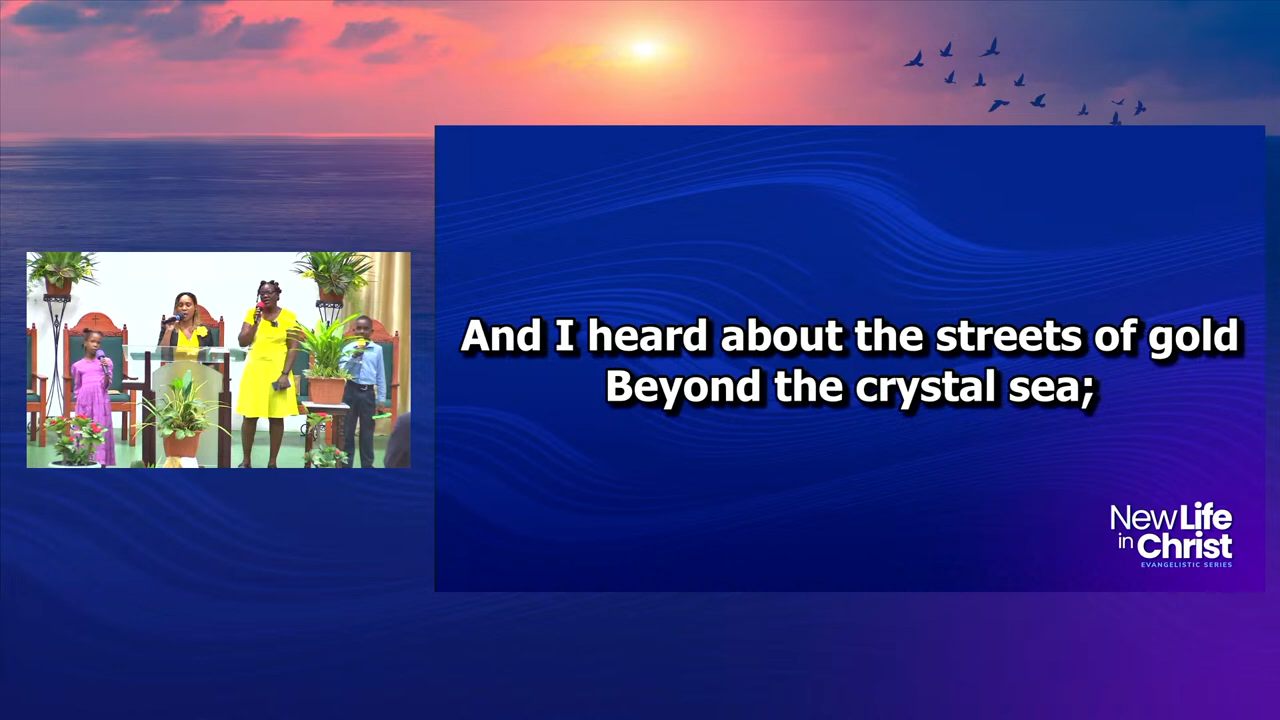 And I heard about the streets of gold
Beyond the crystal sea;
New Life
in Christ
EVANGELISTIC SERIES